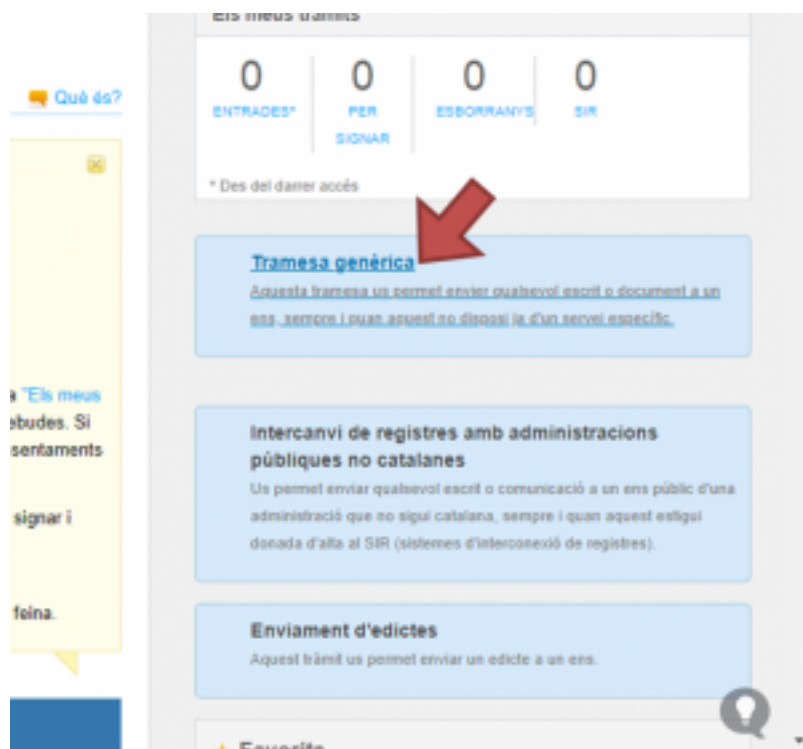 Els meus tràmits
Què és?
0 0 0 0
ENTRADES* PER SIGNAR ESBORRANYS SIR
* Des del darrer accés
Tramesa genèrica
Aquesta tramesa us permet envier qualsevol escrit o document a un
ens, sempre i quan aquest no disposi ja d'un servei específic.
a "Els meus
ebudes. Si
sentaments
signar i
feina.
Intercanvi de registres amb administracions
públiques no catalanes
Us permet enviar qualsevol escrit o comunicació a un ens públic d'una
administració que no sigui catalana, sempre i quan aquest estigui
donada d'alta al SIR (sistemes d'interconexió de registres).
Enviament d'edictes
Aquest tràmit us permet enviar un edicte a un ens.
Favorits